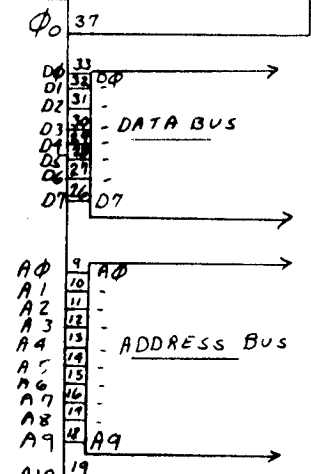 Φ0 37
DΦ 33 DΦ
D1 32
D2 31
D3 30
DATA BUS
D4
D5
D6 27
D7 26 D7
AΦ 9 AΦ
A1 10
A2 11
A3 12
A4 13
ADDRESS BUS
A5 14
A6 15
A7 16
A8 17
A9 18 A9
A10 19